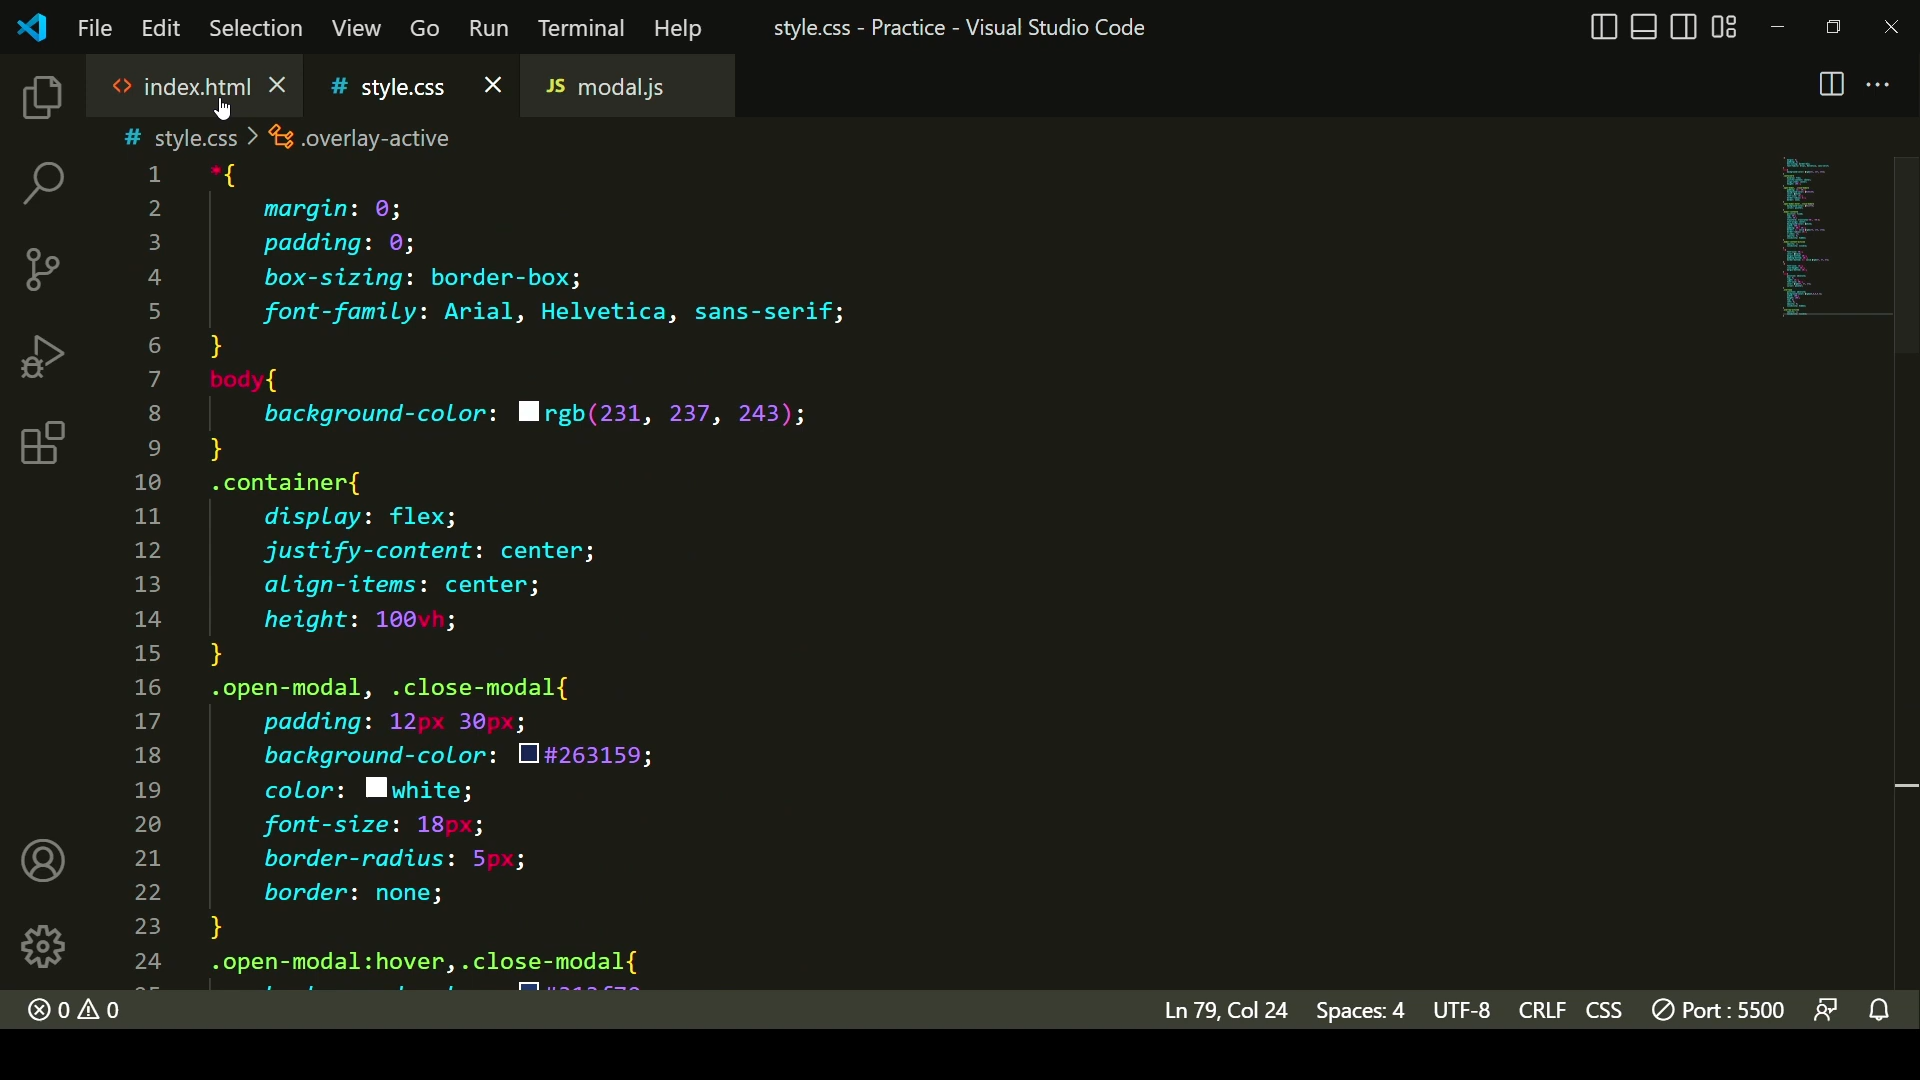 File Edit Selection View Go Run Terminal Help style.css - Practice - Visual Studio Code
<> index.html # style.css JS modal.js
# style.css > .overlay-active
1 *{
2 margin: 0;
3 padding: 0;
4 box-sizing: border-box;
5 font-family: Arial, Helvetica, sans-serif;
6 }
7 body{
8 background-color: rgb(231, 237, 243);
9 }
10 .container{
11 display: flex;
12 justify-content: center;
13 align-items: center;
14 height: 100vh;
15 }
16 .open-modal, .close-modal{
17 padding: 12px 30px;
18 background-color: #263159;
19 color: white;
20 font-size: 18px;
21 border-radius: 5px;
22 border: none;
23 }
24 .open-modal:hover,.close-modal{
0 0 Ln 79, Col 24 Spaces: 4 UTF-8 CRLF CSS Port : 5500